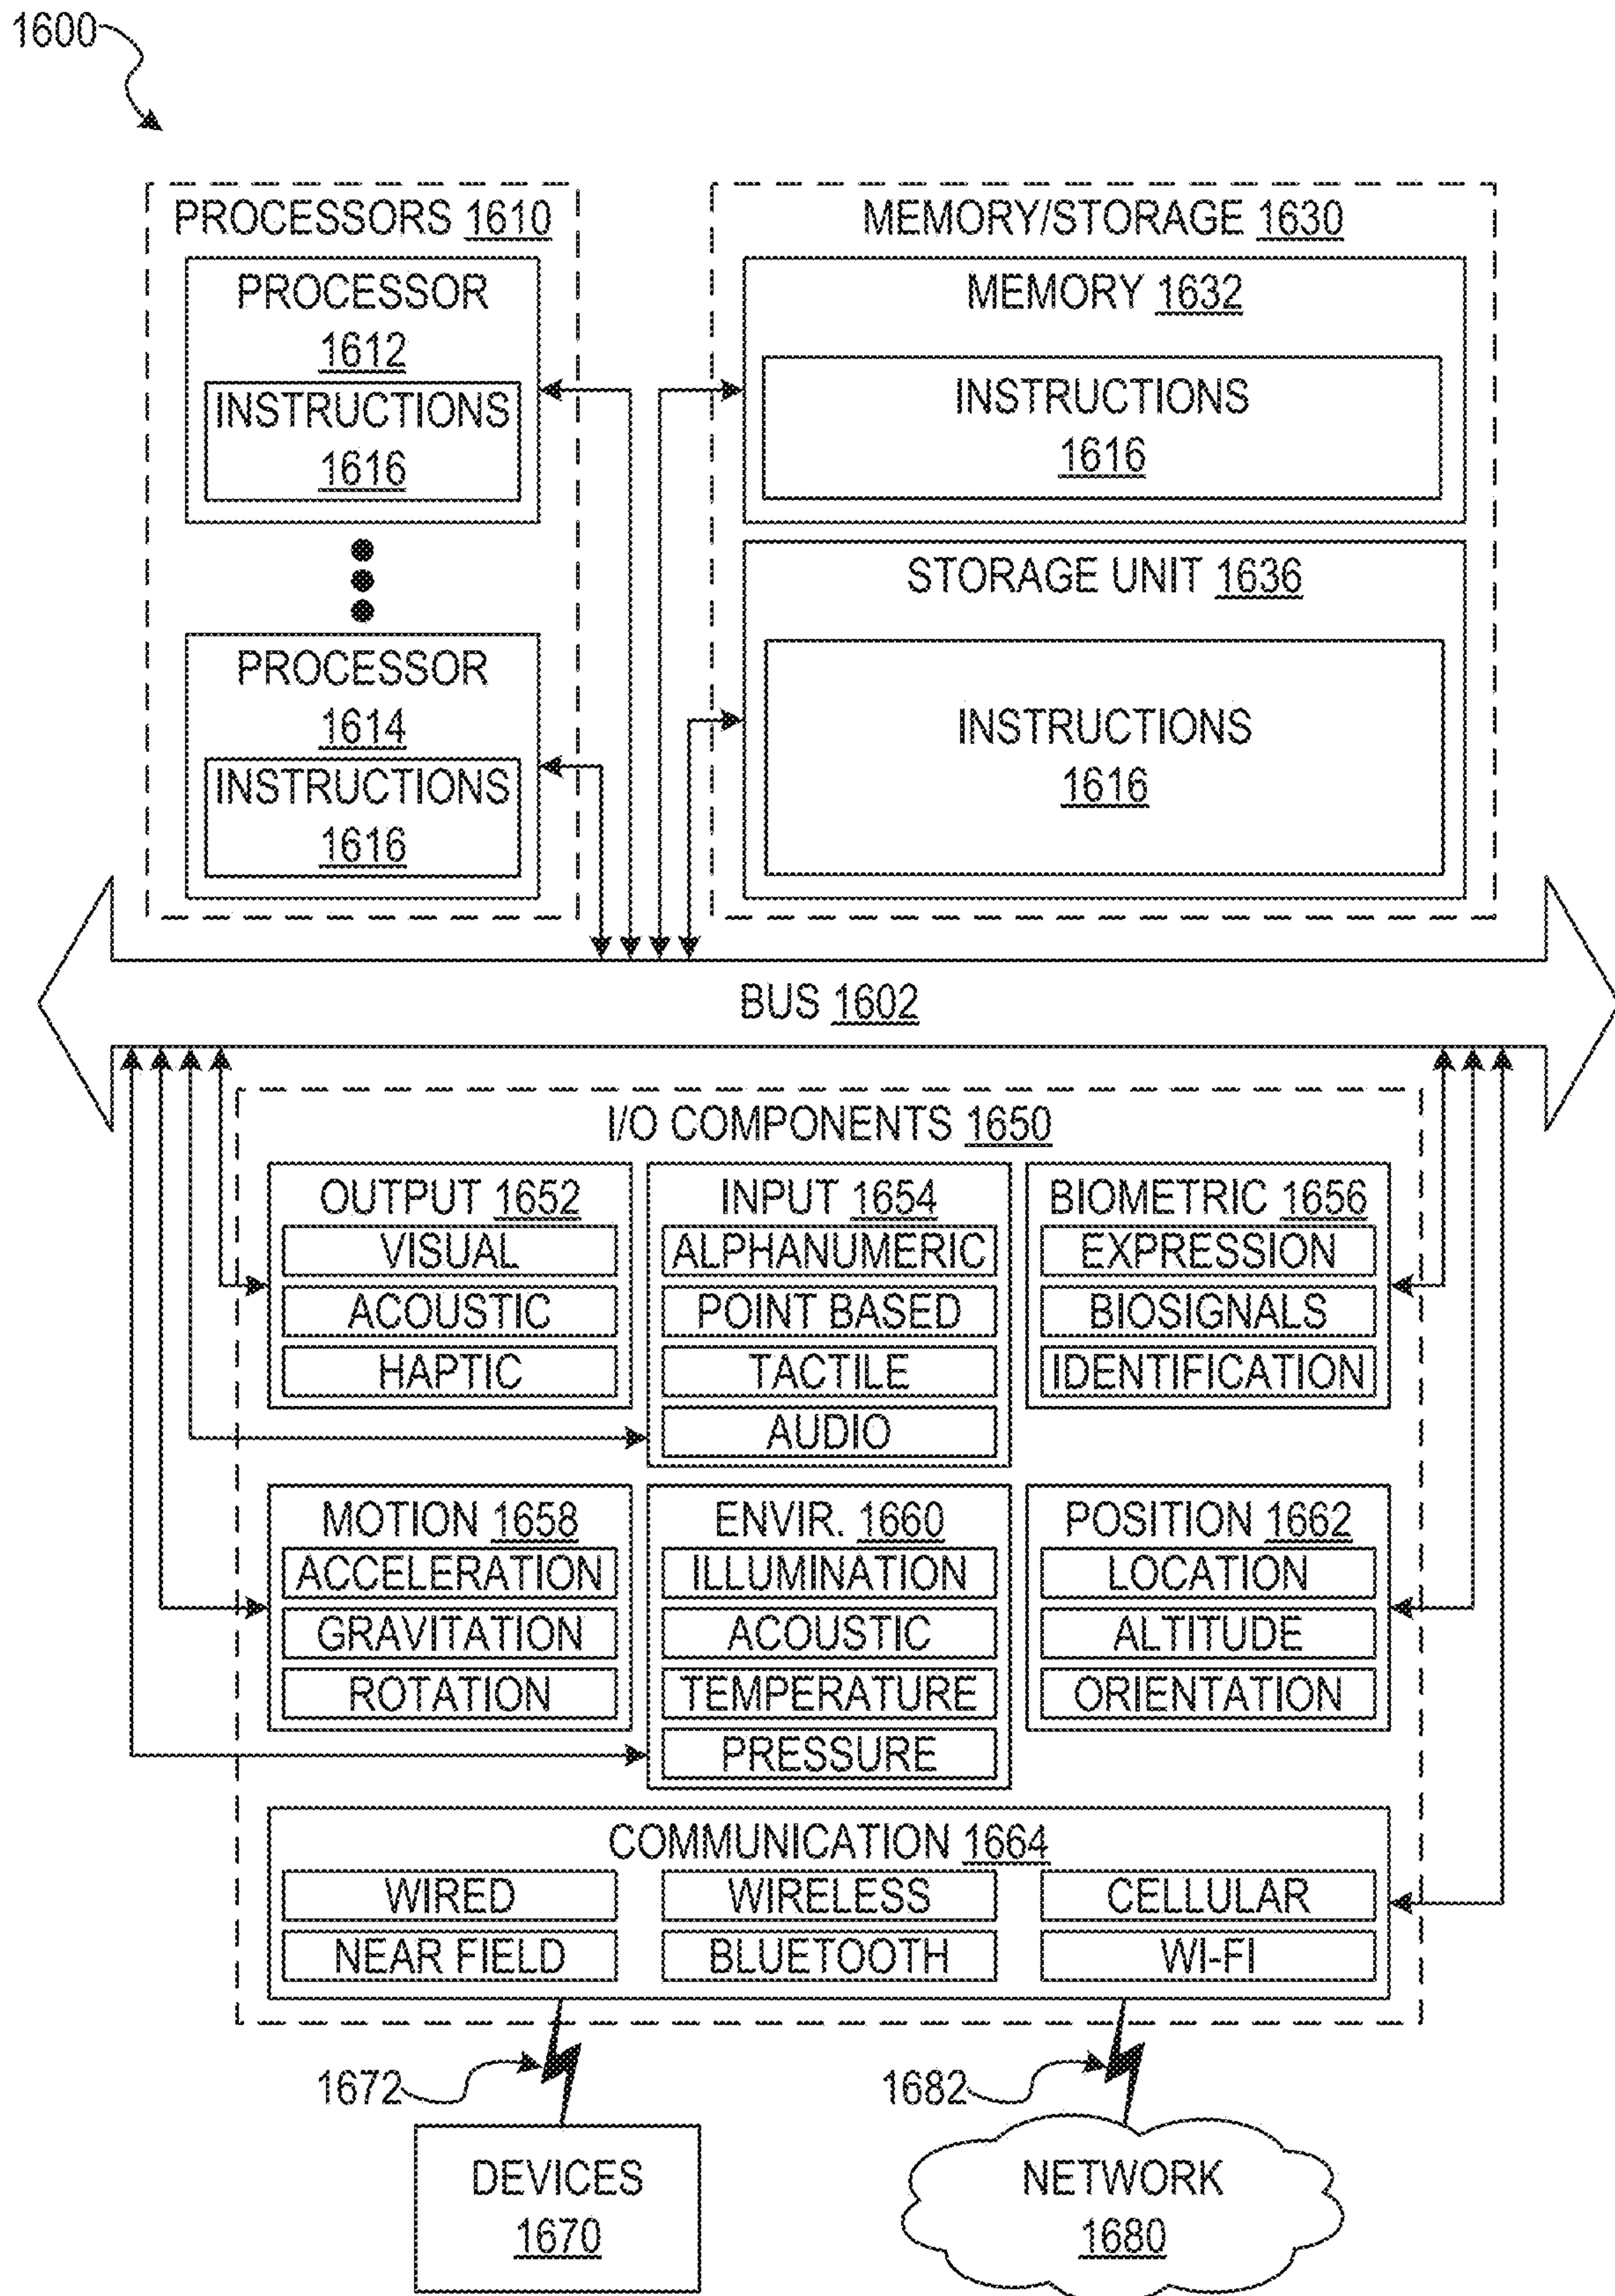 1600
PROCESSORS 1610
PROCESSOR
1612
INSTRUCTIONS
1616
PROCESSOR
1614
INSTRUCTIONS
1616
MEMORY/STORAGE 1630
MEMORY 1632
INSTRUCTIONS
1616
STORAGE UNIT 1636
INSTRUCTIONS
1616
BUS 1602
I/O COMPONENTS 1650
OUTPUT 1652
VISUAL
ACOUSTIC
HAPTIC
INPUT 1654
ALPHANUMERIC
POINT BASED
TACTILE
AUDIO
BIOMETRIC 1656
EXPRESSION
BIOSIGNALS
IDENTIFICATION
MOTION 1658
ACCELERATION
GRAVITATION
ROTATION
ENVIR. 1660
ILLUMINATION
ACOUSTIC
TEMPERATURE
PRESSURE
POSITION 1662
LOCATION
ALTITUDE
ORIENTATION
COMMUNICATION 1664
WIRED
WIRELESS
CELLULAR
NEAR FIELD
BLUETOOTH
WI-FI
1672
1682
DEVICES
1670
NETWORK
1680